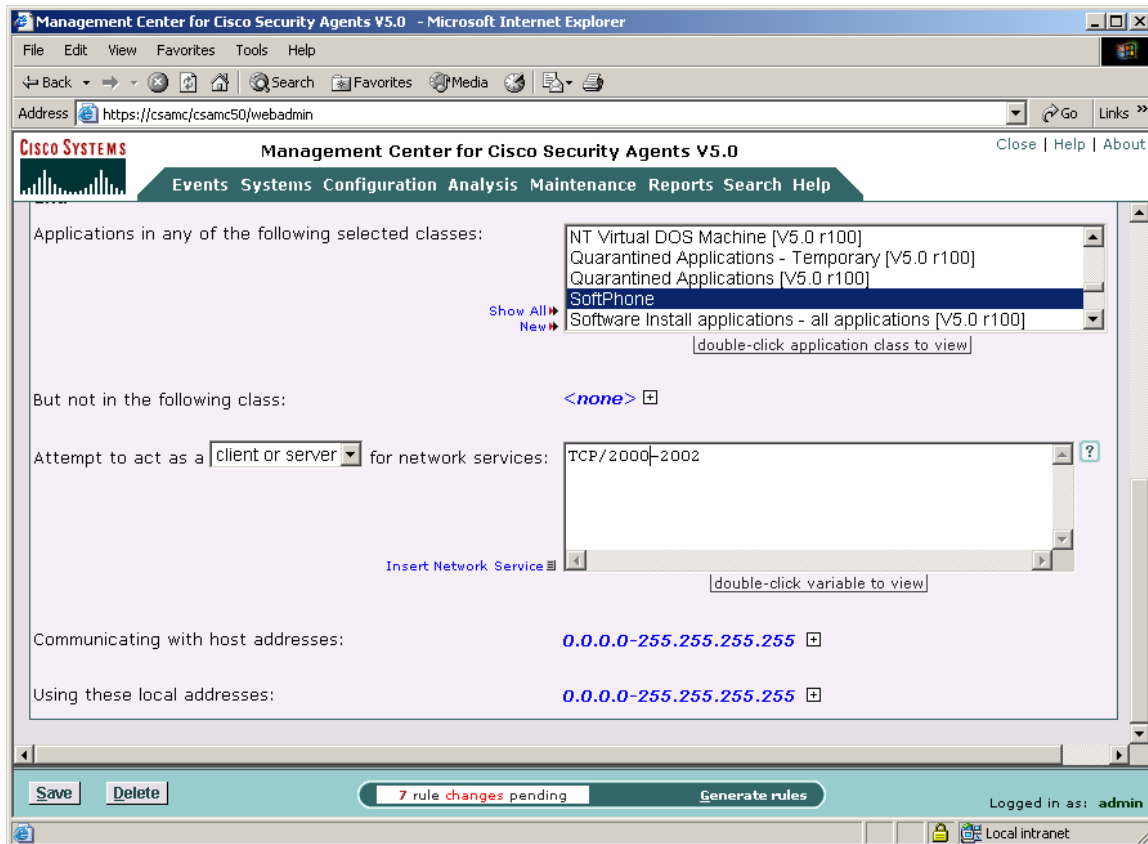 Management Center for Cisco Security Agents V5.0 - Microsoft Internet Explorer
File Edit View Favorites Tools Help
Back Search Favorites Media
Address https://csamc/csamc50/webadmin Go Links »
CISCO SYSTEMS Management Center for Cisco Security Agents V5.0 Close | Help | About
Events Systems Configuration Analysis Maintenance Reports Search Help
Applications in any of the following selected classes:
NT Virtual DOS Machine [V5.0 r100]
Quarantined Applications - Temporary [V5.0 r100]
Quarantined Applications [V5.0 r100]
SoftPhone
Software Install applications - all applications [V5.0 r100]
Show All
New
double-click application class to view
But not in the following class: <none>
Attempt to act as a client or server for network services: TCP/2000-2002 ?
Insert Network Service
double-click variable to view
Communicating with host addresses: 0.0.0.0-255.255.255.255
Using these local addresses: 0.0.0.0-255.255.255.255
Save Delete 7 rule changes pending Generate rules
Logged in as: admin
Local intranet